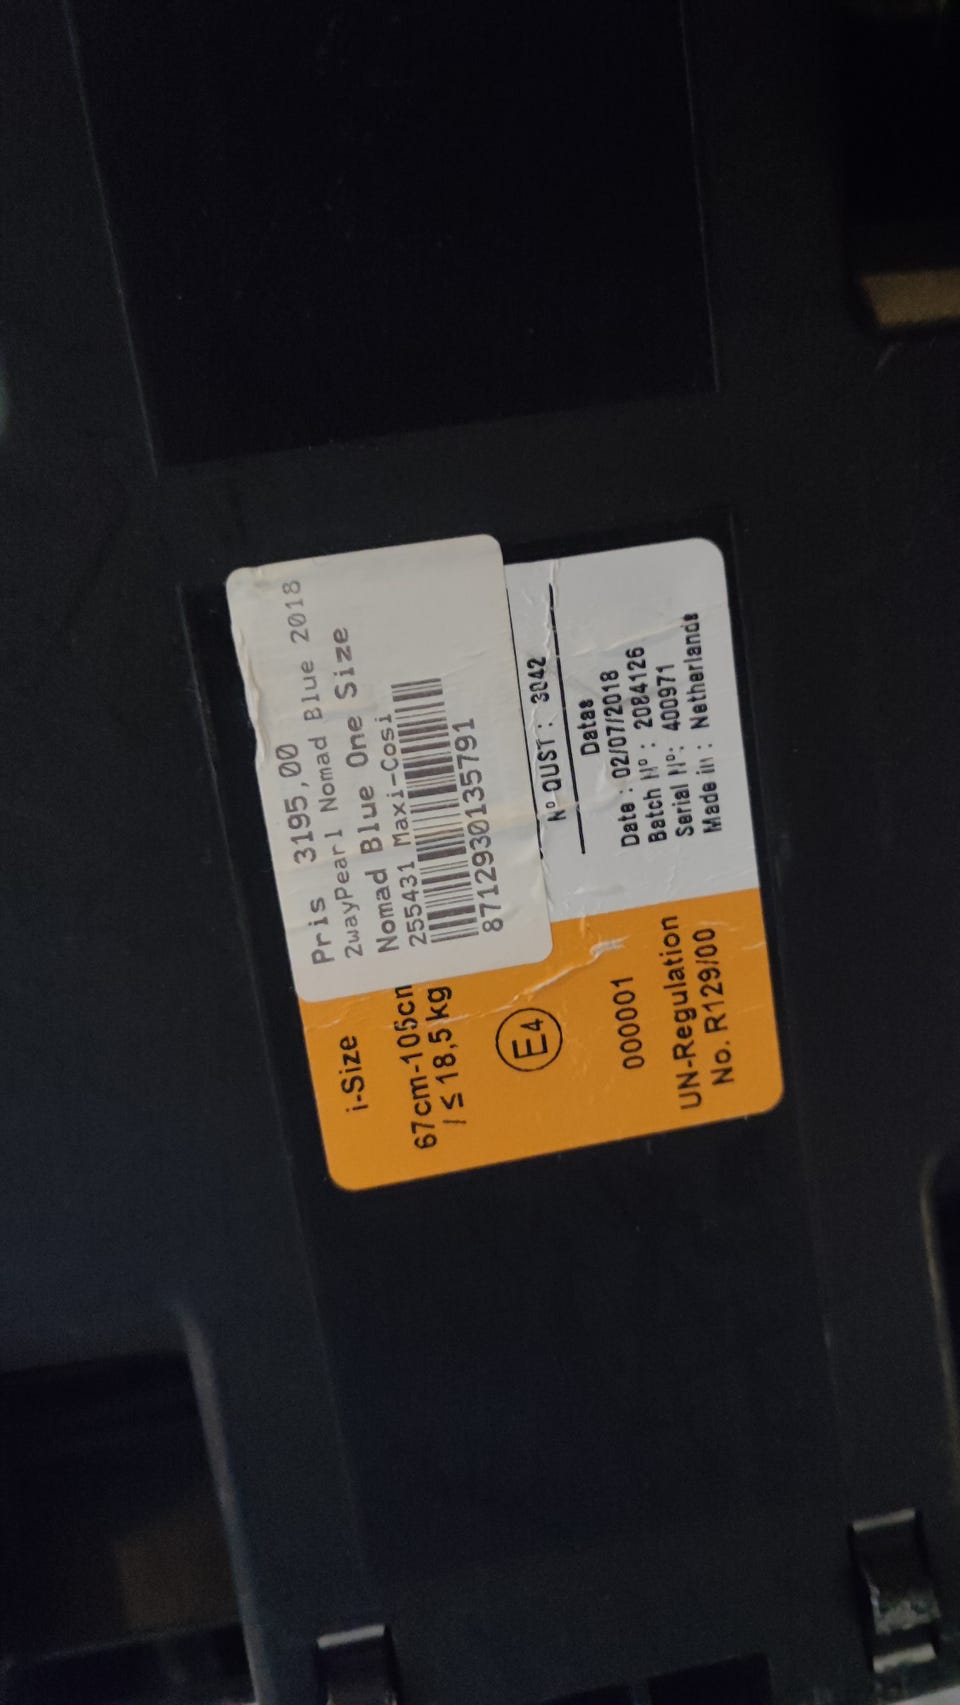 Pris 3195,00
2wayPearl Nomad Blue 2018
Nomad Blue One Size
255431 Maxi-Cosi
8712930135791
N° QUST : 3042
Datas
Date : 02/07/2018
Batch N° : 2084126
Serial N° : 400971
Made in : Netherlands
i-Size
67cm-105cm
/ ≤ 18,5 kg
E4
000001
UN-Regulation
No. R129/00